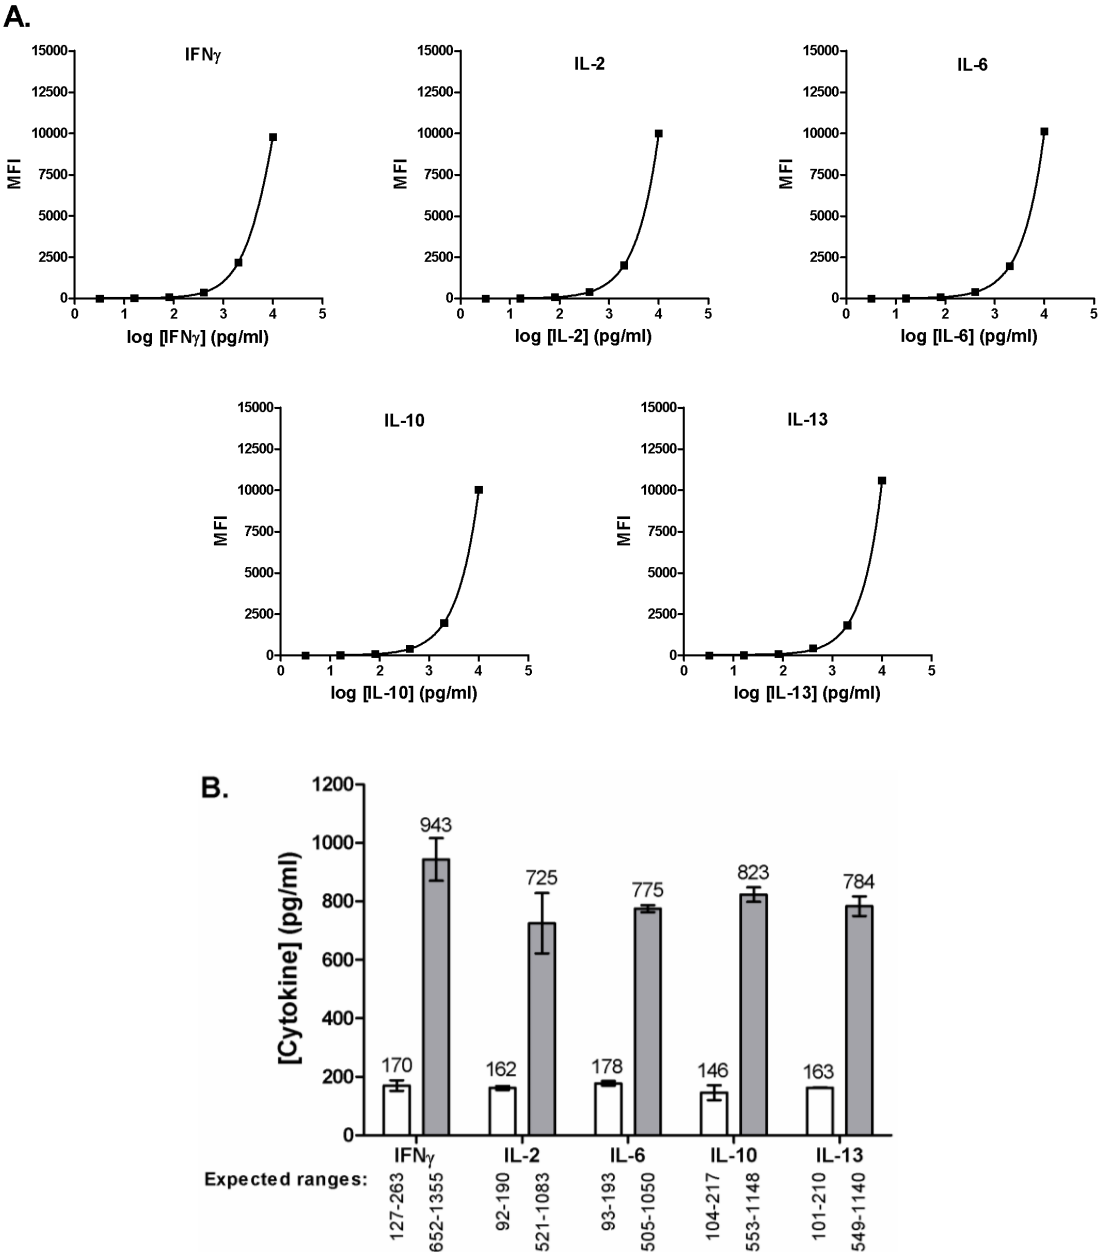 A.
IFNγ
15000
12500
10000
7500
5000
2500
0
MFI
0 1 2 3 4 5
log [IFNγ] (pg/ml)
IL-2
15000
12500
10000
7500
5000
2500
0
MFI
0 1 2 3 4 5
log [IL-2] (pg/ml)
IL-6
15000
12500
10000
7500
5000
2500
0
MFI
0 1 2 3 4 5
log [IL-6] (pg/ml)
IL-10
15000
12500
10000
7500
5000
2500
0
MFI
0 1 2 3 4 5
log [IL-10] (pg/ml)
IL-13
15000
12500
10000
7500
5000
2500
0
MFI
0 1 2 3 4 5
log [IL-13] (pg/ml)
B.
1200
1000
800
600
400
200
0
[Cytokine] (pg/ml)
170 943 162 725 178 775 146 823 163 784
IFNγ IL-2 IL-6 IL-10 IL-13
Expected ranges:
127-263
652-1355
92-190
521-1083
93-193
505-1050
104-217
553-1148
101-210
549-1140